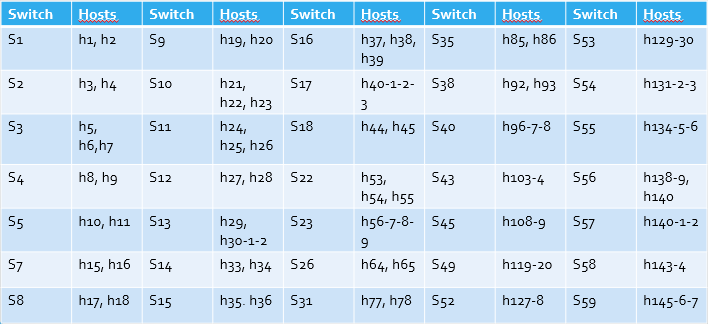 Switch Hosts Switch Hosts Switch Hosts Switch Hosts Switch Hosts
S1 h1, h2 S9 h19, h20 S16 h37, h38, S35 h85, h86 S53 h129-30
h39
S2 h3, h4 S10 h21, S17 h40-1-2- S38 h92, h93 S54 h131-2-3
h22, h23 3
S3 h5, S11 h24, S18 h44, h45 S40 h96-7-8 S55 h134-5-6
h6,h7 h25, h26
S4 h8, h9 S12 h27, h28 S22 h53, S43 h103-4 S56 h138-9,
h54, h55 h140
S5 h10, h11 S13 h29, S23 h56-7-8- S45 h108-9 S57 h140-1-2
h30-1-2 9
S7 h15, h16 S14 h33, h34 S26 h64, h65 S49 h119-20 S58 h143-4
S8 h17, h18 S15 h35. h36 S31 h77, h78 S52 h127-8 S59 h145-6-7